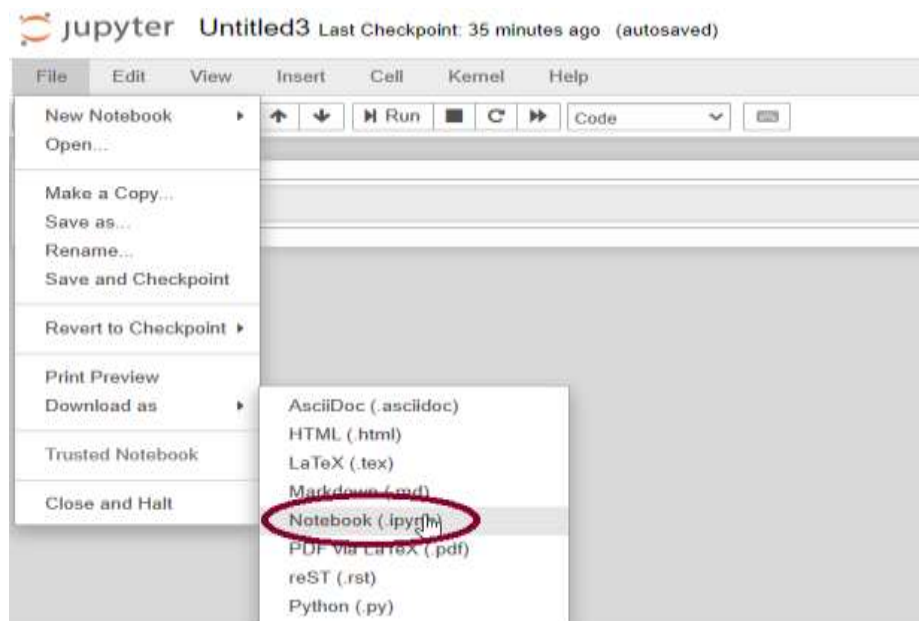 jupyter Untitled3 Last Checkpoint: 35 minutes ago (autosaved)
File Edit View Insert Cell Kernel Help
Run Code
New Notebook
Open...
Make a Copy...
Save as...
Rename...
Save and Checkpoint
Revert to Checkpoint
Print Preview
Download as
Trusted Notebook
Close and Halt
AsciiDoc (.asciidoc)
HTML (.html)
LaTeX (.tex)
Markdown (.md)
Notebook (.ipynb)
PDF via LaTeX (.pdf)
reST (.rst)
Python (.py)